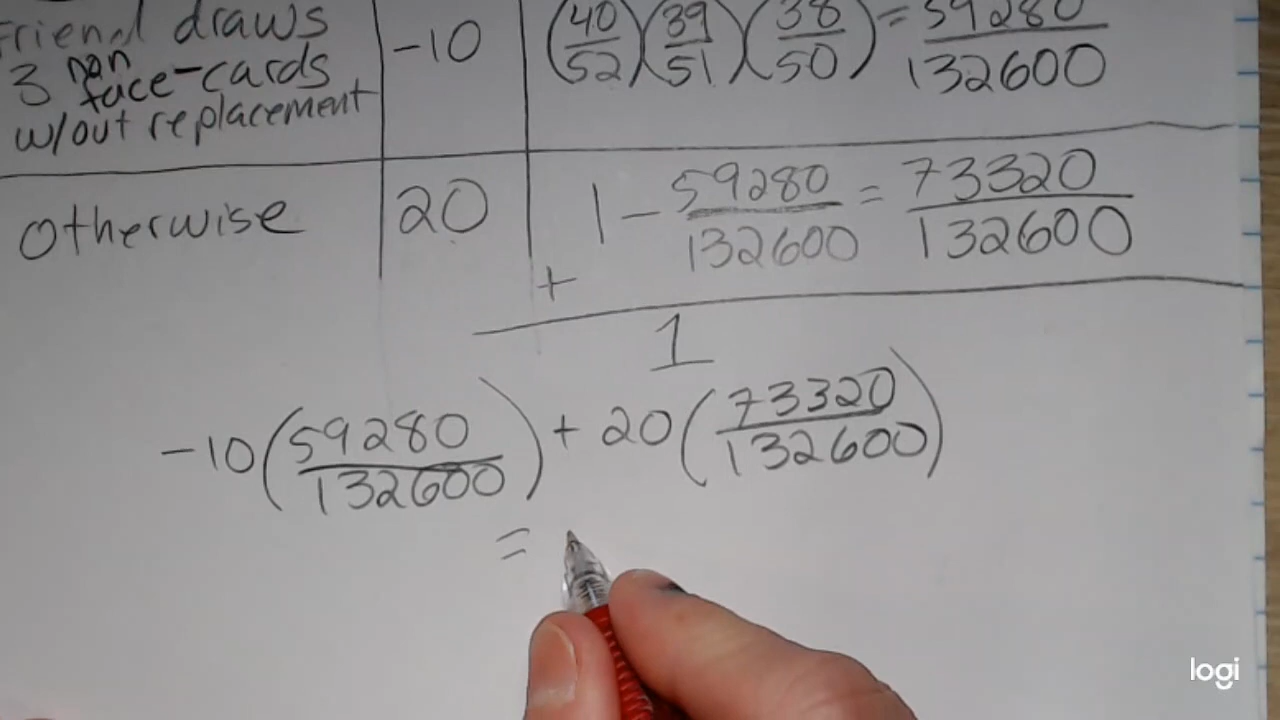 Friend draws
3 non face-cards
w/out replacement
-10
(40/52)(39/51)(38/50) = 59280/132600
otherwise
20
1 - 59280/132600 = 73320/132600
+
1
-10(59280/132600) + 20(73320/132600)
=
logi